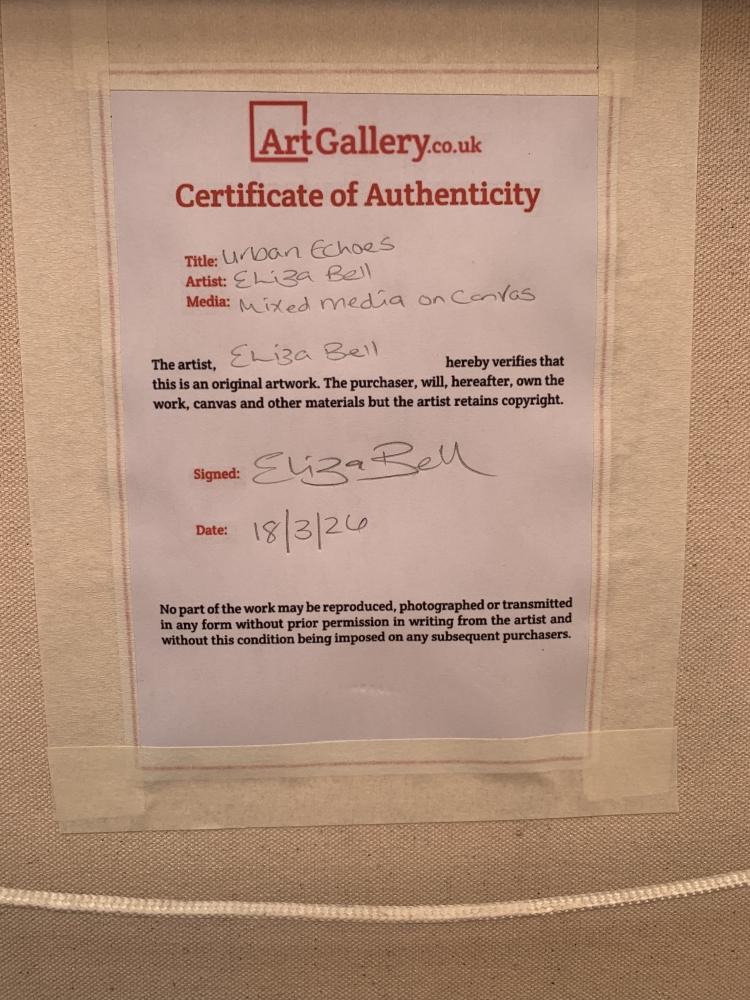 ArtGallery.co.uk
Certificate of Authenticity
Title: Urban Echoes
Artist: Eliza Bell
Media: Mixed media on Canvas
The artist, Eliza Bell hereby verifies that
this is an original artwork. The purchaser, will, hereafter, own the
work, canvas and other materials but the artist retains copyright.
Signed: Eliza Bell
Date: 18/3/26
No part of the work may be reproduced, photographed or transmitted
in any form without prior permission in writing from the artist and
without this condition being imposed on any subsequent purchasers.